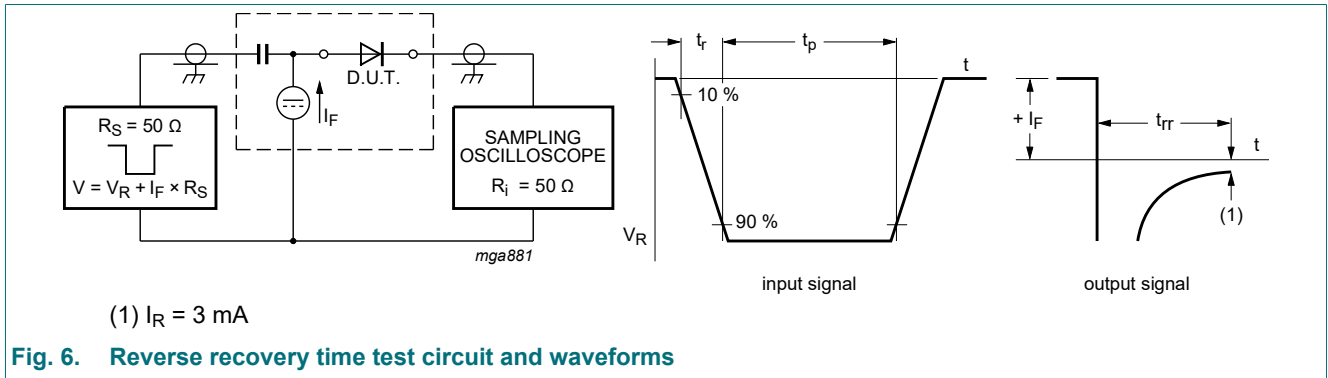 D.U.T.
I_F
R_S = 50 Ω
V = V_R + I_F × R_S
SAMPLING
OSCILLOSCOPE
R_i = 50 Ω
mga881
t_r
t_p
t
10 %
90 %
V_R
input signal
+ I_F
t_rr
t
(1)
output signal
(1) I_R = 3 mA
Fig. 6. Reverse recovery time test circuit and waveforms